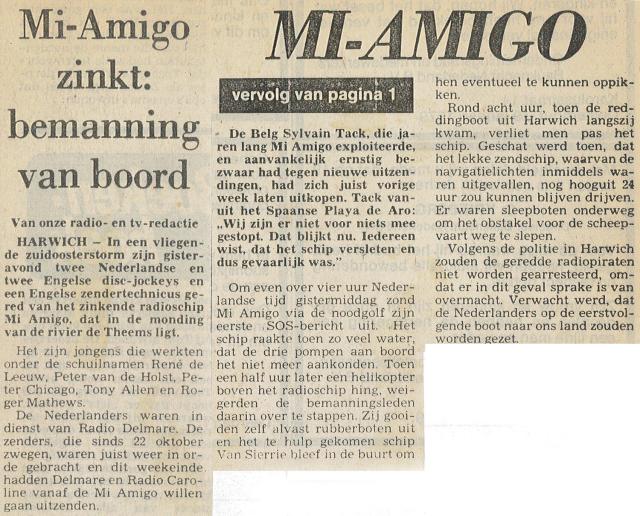 Mi-Amigo
zinkt:
bemanning
van boord
Van onze radio- en tv-redactie
HARWICH — In een vliegen-
de zuidoosterstorm zijn gister-
avond twee Nederlandse en
twee Engelse disc-jockeys en
een Engelse zendertechnicus ge-
red van het zinkende radioschip
Mi Amigo, dat in de monding
van de rivier de Theems ligt.
Het zijn jongens die werkten
onder de schuilnamen René de
Leeuw, Peter van de Holst, Pe-
ter Chicago, Tony Allen en Ro-
ger Mathews.
De Nederlanders waren in
dienst van Radio Delmare. De
zenders, die sinds 22 oktober
zwegen, waren juist weer in or-
de gebracht en dit weekeinde
hadden Delmare en Radio Caro-
line vanaf de Mi Amigo willen
gaan uitzenden.
MI-AMIGO
vervolg van pagina 1
De Belg Sylvain Tack, die ja-
ren lang Mi Amigo exploiteerde,
en aanvankelijk ernstig be-
zwaar had tegen nieuwe uitzen-
dingen, had zich juist vorige
week laten uitkopen. Tack van-
uit het Spaanse Playa de Aro:
„Wij zijn er niet voor niets mee
gestopt. Dat blijkt nu. Iedereen
wist, dat het schip versleten en
dus gevaarlijk was."
Om even over vier uur Neder-
landse tijd gistermiddag zond
Mi Amigo via de noodgolf zijn
eerste SOS-bericht uit. Het
schip raakte toen zo veel water,
dat de drie pompen aan boord
het niet meer aankonden. Toen
een half uur later een helikopter
boven het radioschip hing, wei-
gerden de bemanningsleden
daarin over te stappen. Zij gooi-
den zelf alvast rubberboten uit
en het te hulp gekomen schip
Van Sierrie bleef in de buurt om
hen eventueel te kunnen oppik-
ken.
Rond acht uur, toen de red-
dingboot uit Harwich langszij
kwam, verliet men pas het
schip. Geschat werd toen, dat
het lekke zendschip, waarvan de
navigatielichten inmiddels wa-
ren uitgevallen, nog hooguit 24
uur zou kunnen blijven drijven.
Er waren sleepboten onderweg
om het obstakel voor de scheep-
vaart weg te slepen.
Volgens de politie in Harwich
zouden de geredde radiopiraten
niet worden gearresteerd, om-
dat er in dit geval sprake is van
overmacht. Verwacht werd, dat
de Nederlanders op de eerstvol-
gende boot naar ons land zouden
worden gezet.